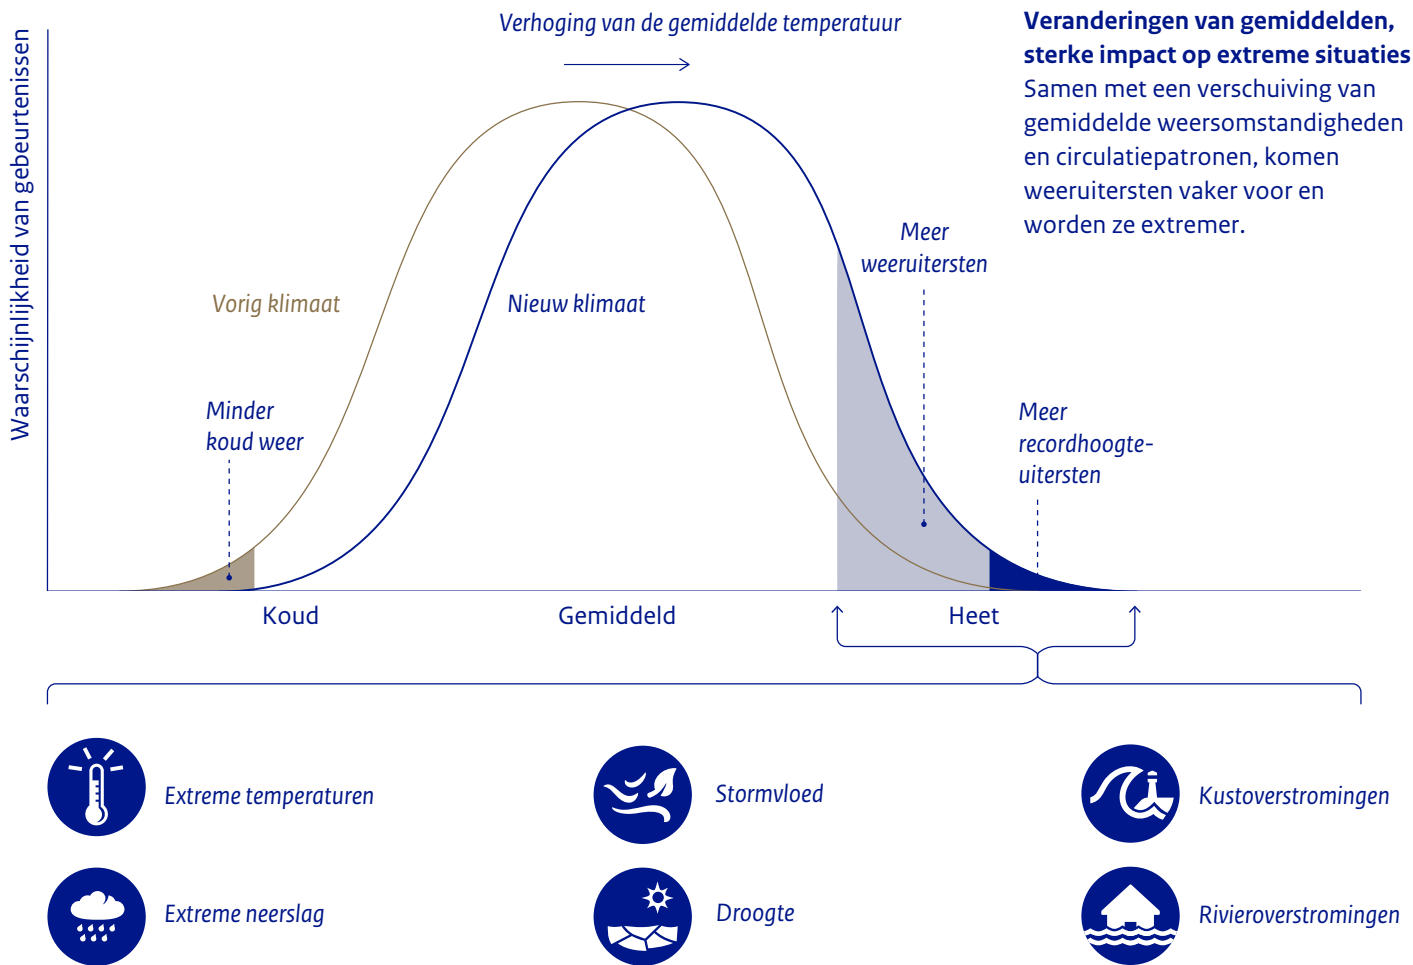 Verhoging van de gemiddelde temperatuur
Veranderingen van gemiddelden,
sterke impact op extreme situaties
Samen met een verschuiving van
gemiddelde weersomstandigheden
en circulatiepatronen, komen
weeruitersten vaker voor en
worden ze extremer.
Waarschijnlijkheid van gebeurtenissen
Vorig klimaat
Nieuw klimaat
Meer
weeruitersten
Minder
koud weer
Meer
recordhoogte-
uitersten
Koud
Gemiddeld
Heet
Extreme temperaturen
Stormvloed
Kustoverstromingen
Extreme neerslag
Droogte
Rivieroverstromingen